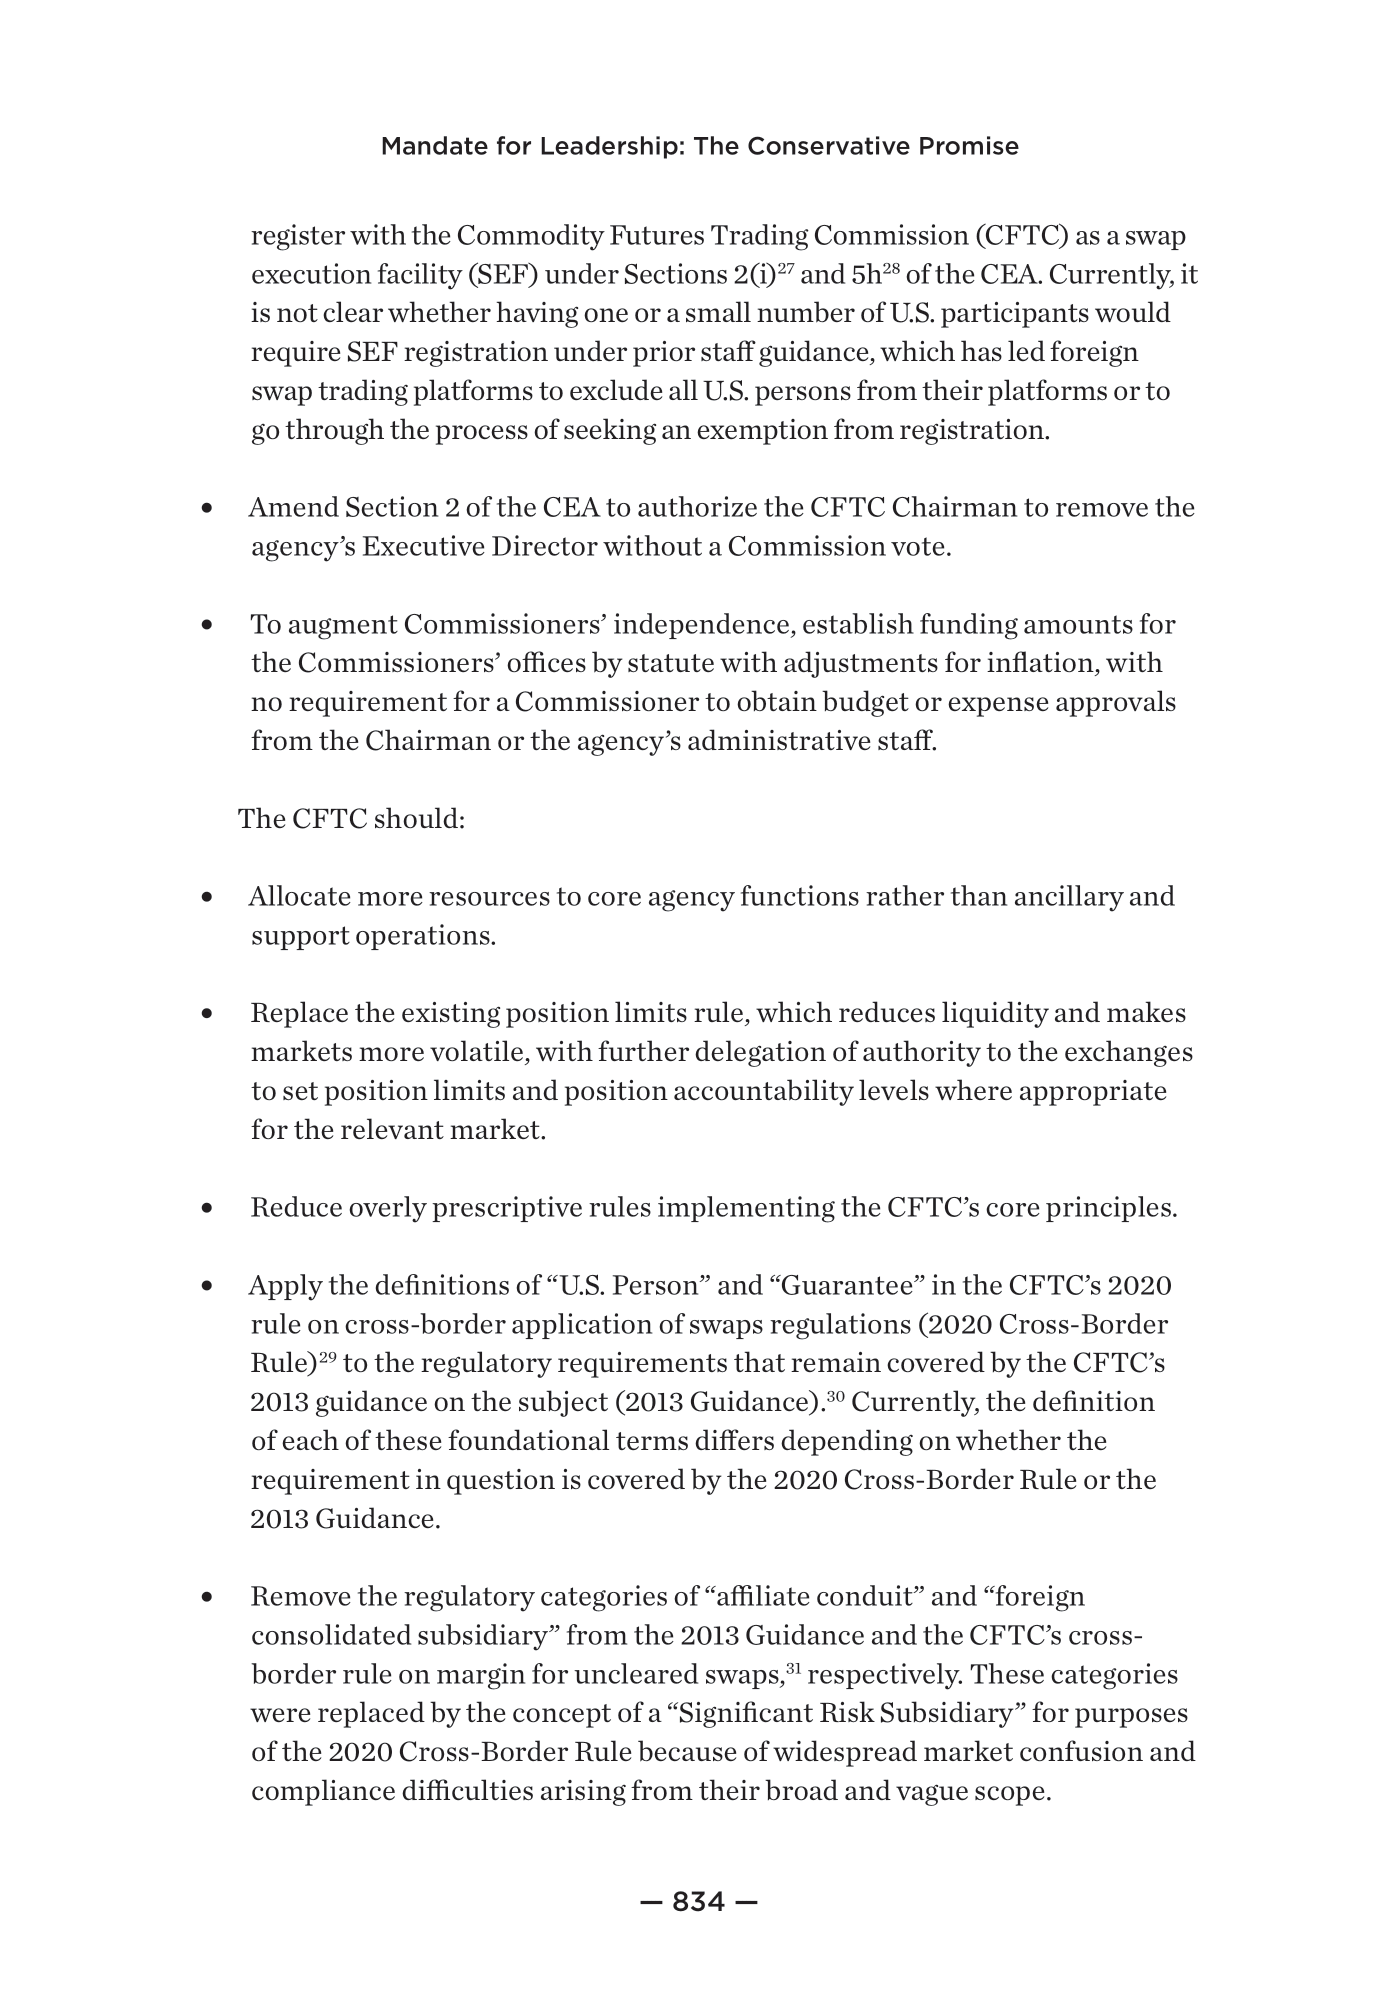 Mandate for Leadership: The Conservative Promise
register with the Commodity Futures Trading Commission (CFTC) as a swap
execution facility (SEF) under Sections 2(i)²⁷ and 5h²⁸ of the CEA. Currently, it
is not clear whether having one or a small number of U.S. participants would
require SEF registration under prior staff guidance, which has led foreign
swap trading platforms to exclude all U.S. persons from their platforms or to
go through the process of seeking an exemption from registration.
• Amend Section 2 of the CEA to authorize the CFTC Chairman to remove the
agency’s Executive Director without a Commission vote.
• To augment Commissioners’ independence, establish funding amounts for
the Commissioners’ offices by statute with adjustments for inflation, with
no requirement for a Commissioner to obtain budget or expense approvals
from the Chairman or the agency’s administrative staff.
The CFTC should:
• Allocate more resources to core agency functions rather than ancillary and
support operations.
• Replace the existing position limits rule, which reduces liquidity and makes
markets more volatile, with further delegation of authority to the exchanges
to set position limits and position accountability levels where appropriate
for the relevant market.
• Reduce overly prescriptive rules implementing the CFTC’s core principles.
• Apply the definitions of “U.S. Person” and “Guarantee” in the CFTC’s 2020
rule on cross-border application of swaps regulations (2020 Cross-Border
Rule)²⁹ to the regulatory requirements that remain covered by the CFTC’s
2013 guidance on the subject (2013 Guidance).³⁰ Currently, the definition
of each of these foundational terms differs depending on whether the
requirement in question is covered by the 2020 Cross-Border Rule or the
2013 Guidance.
• Remove the regulatory categories of “affiliate conduit” and “foreign
consolidated subsidiary” from the 2013 Guidance and the CFTC’s cross-
border rule on margin for uncleared swaps,³¹ respectively. These categories
were replaced by the concept of a “Significant Risk Subsidiary” for purposes
of the 2020 Cross-Border Rule because of widespread market confusion and
compliance difficulties arising from their broad and vague scope.
— 834 —